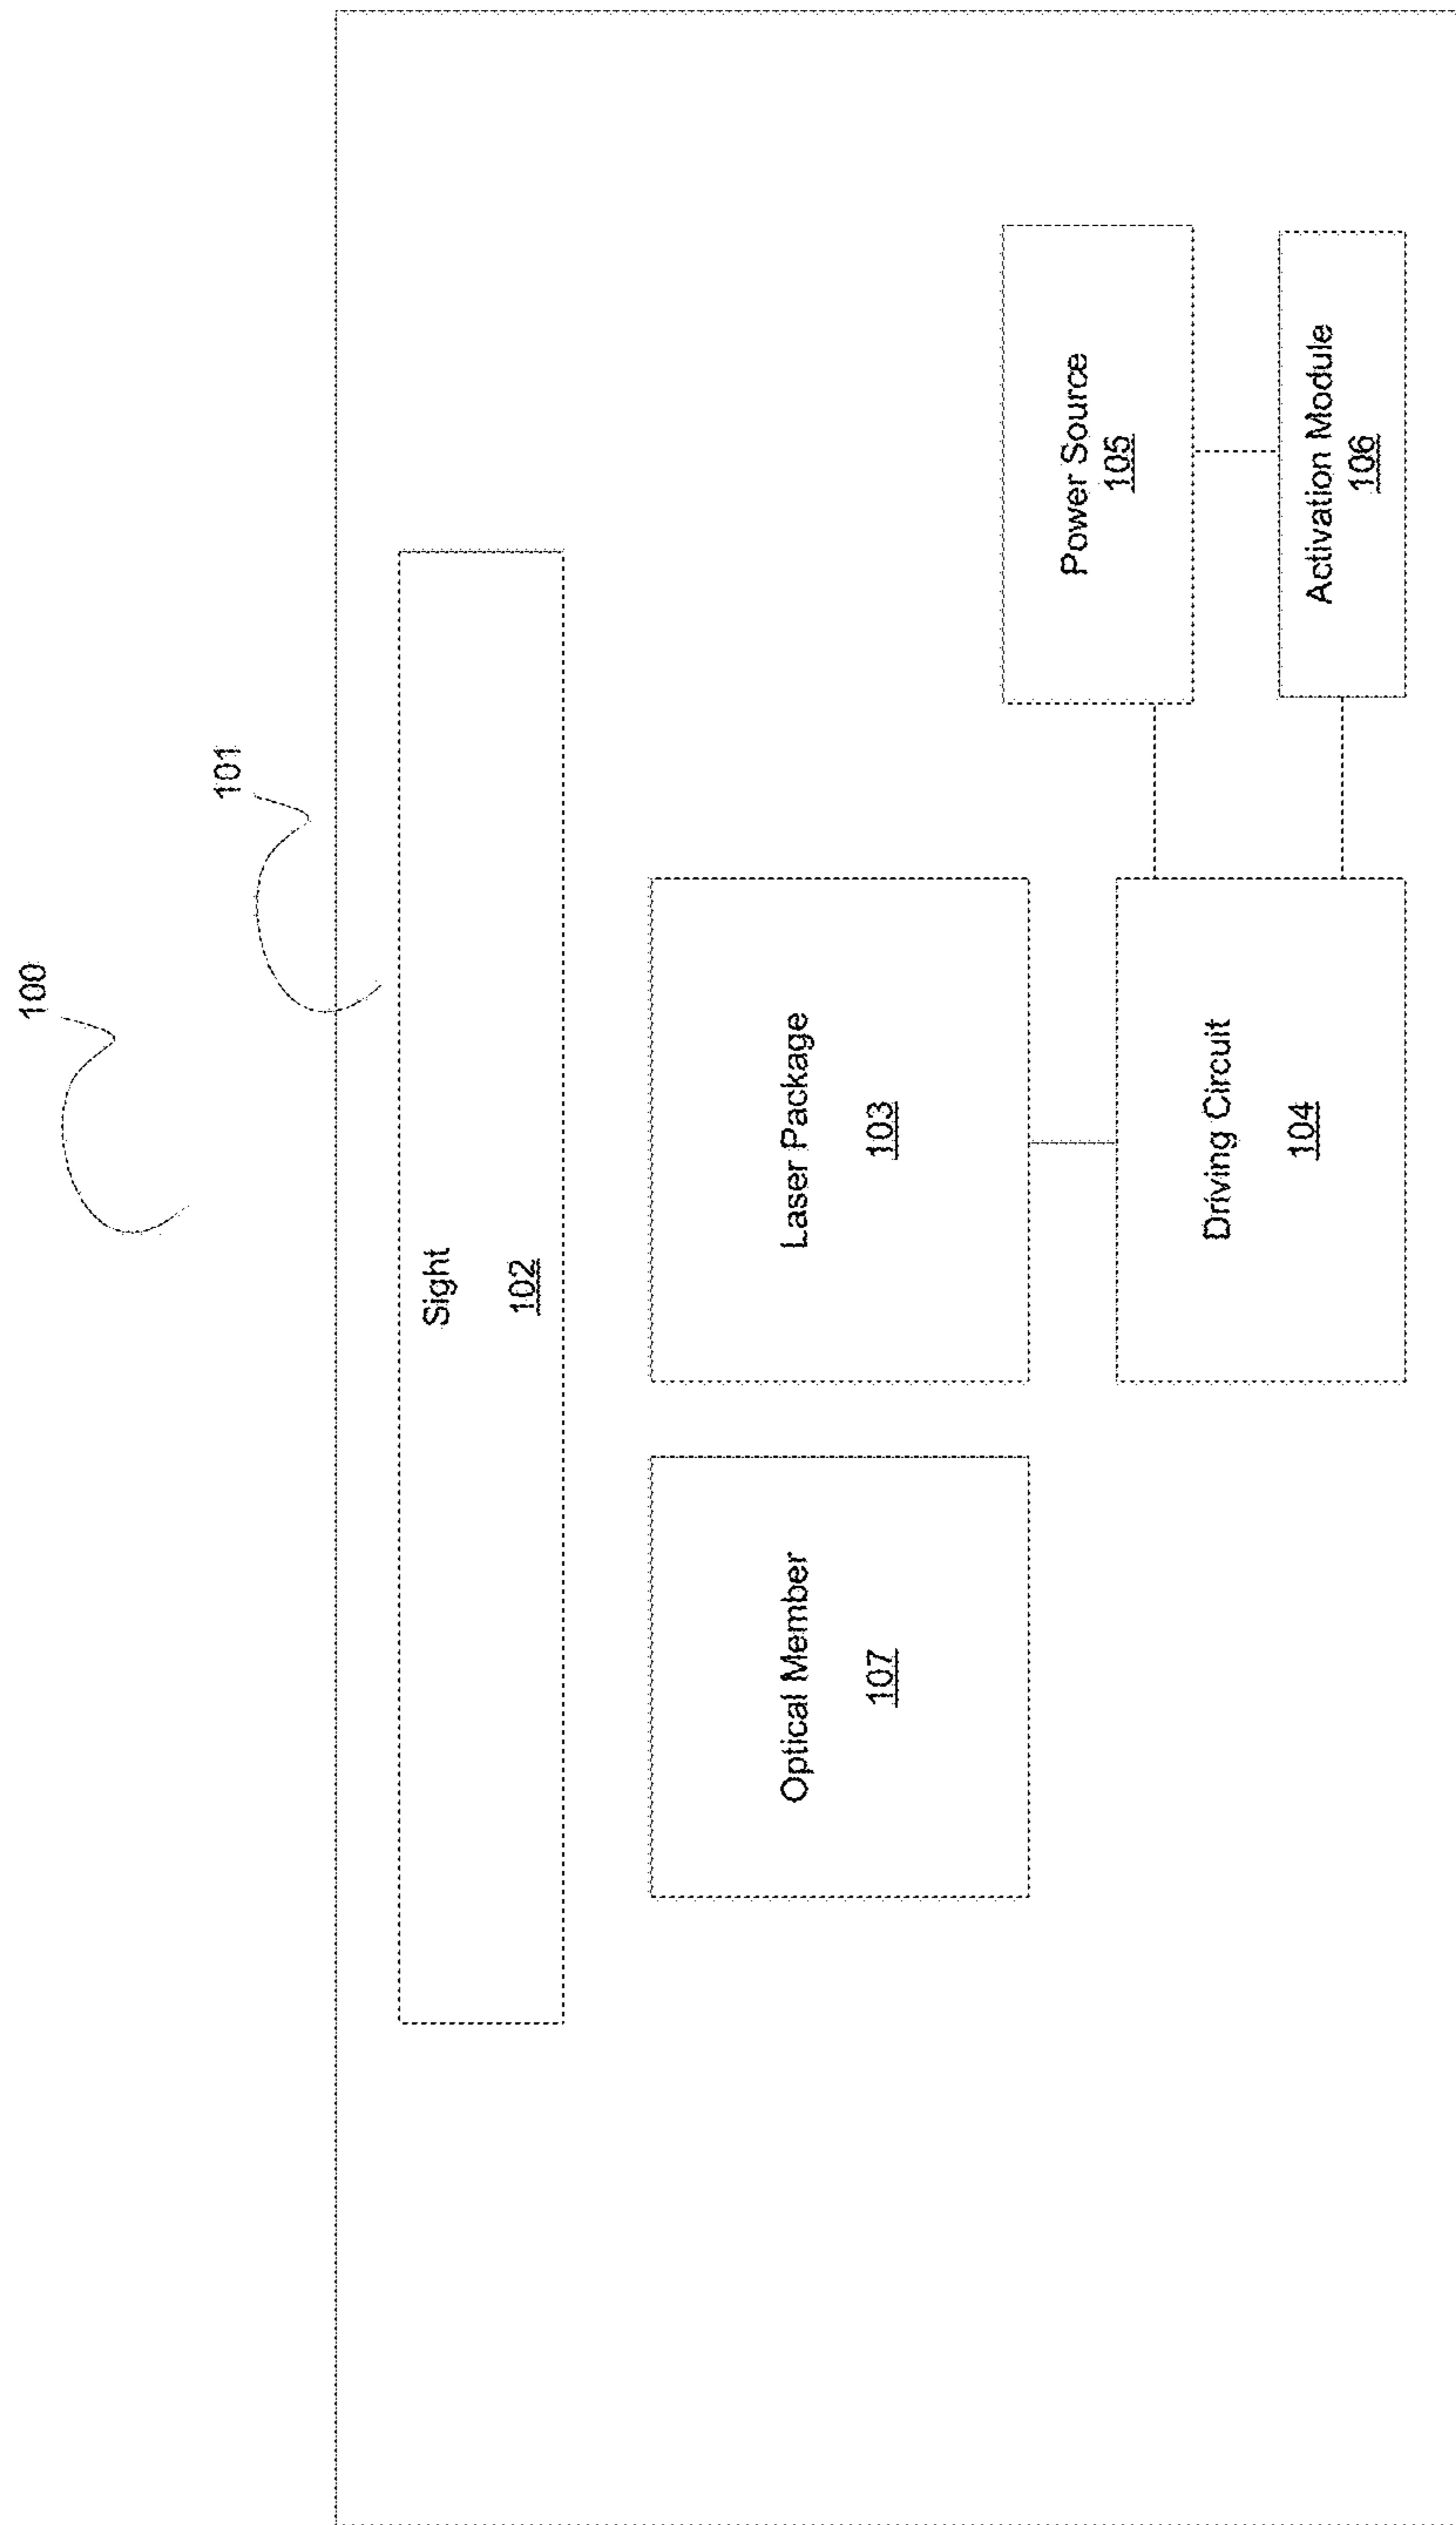 100
101
Sight
102
Optical Member
107
Laser Package
103
Driving Circuit
104
Power Source
105
Activation Module
106